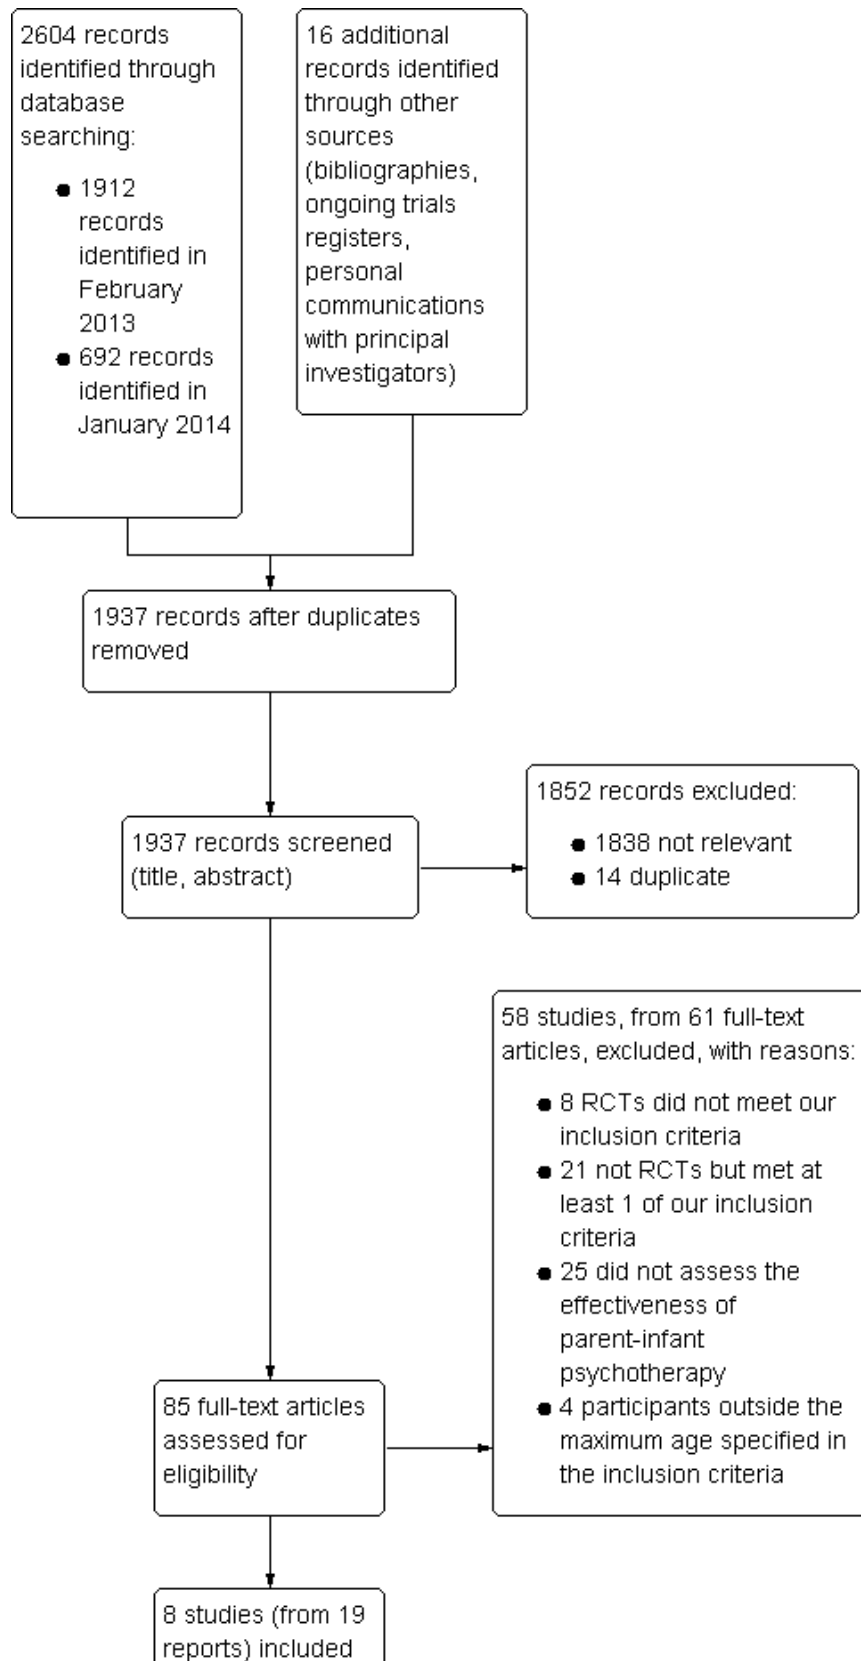 2604 records
identified through
database
searching:
● 1912
records
identified in
February
2013
● 692 records
identified in
January 2014
16 additional
records identified
through other
sources
(bibliographies,
ongoing trials
registers,
personal
communications
with principal
investigators)
1937 records after duplicates
removed
1937 records screened
(title, abstract)
1852 records excluded:
● 1838 not relevant
● 14 duplicate
58 studies, from 61 full-text
articles, excluded, with reasons:
● 8 RCTs did not meet our
inclusion criteria
● 21 not RCTs but met at
least 1 of our inclusion
criteria
● 25 did not assess the
effectiveness of
parent-infant
psychotherapy
● 4 participants outside the
maximum age specified in
the inclusion criteria
85 full-text articles
assessed for
eligibility
8 studies (from 19
reports) included